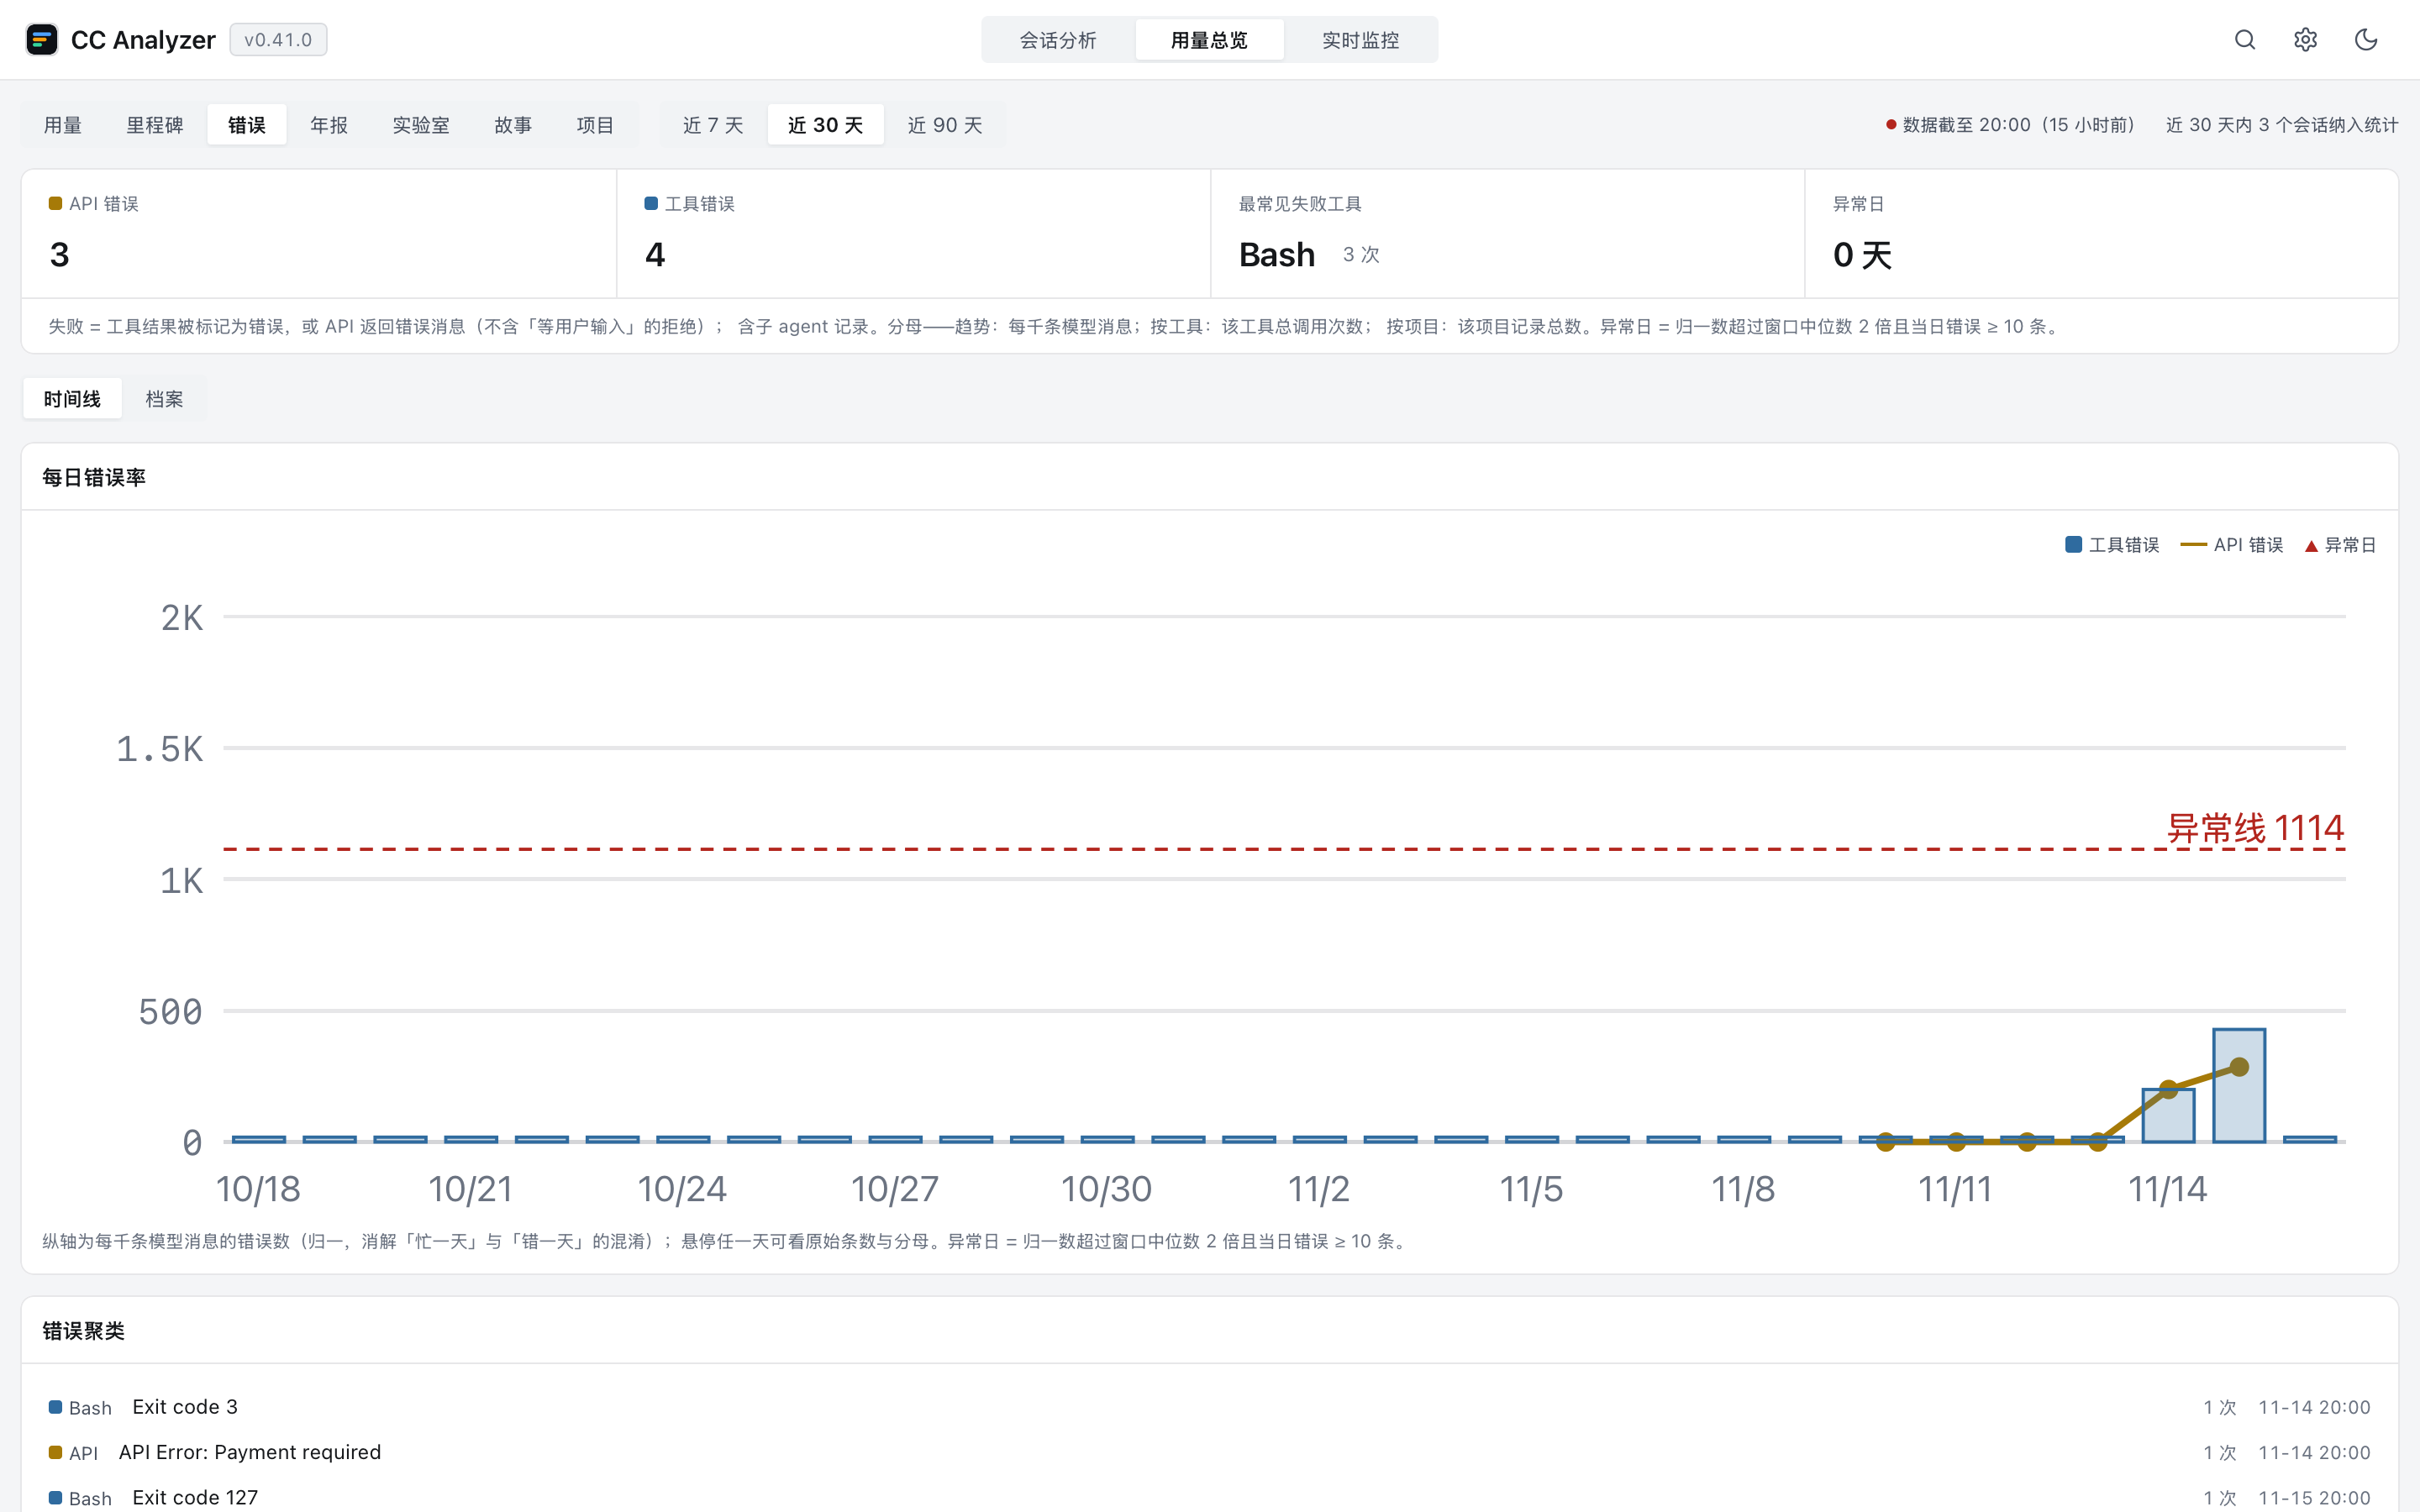 CC Analyzer v0.41.0 会话分析 用量总览 实时监控
用量 里程碑 错误 年报 实验室 故事 项目 近 7 天 近 30 天 近 90 天 数据截至 20:00（15 小时前） 近 30 天内 3 个会话纳入统计
API 错误 工具错误 最常见失败工具 异常日
3 4 Bash 3 次 0 天
失败 = 工具结果被标记为错误，或 API 返回错误消息（不含「等用户输入」的拒绝）； 含子 agent 记录。分母——趋势：每千条模型消息；按工具：该工具总调用次数； 按项目：该项目记录总数。异常日 = 归一数超过窗口中位数 2 倍且当日错误 ≥ 10 条。
时间线 档案
每日错误率
工具错误 API 错误 异常日
2K
1.5K
异常线 1114
1K
500
0
10/18 10/21 10/24 10/27 10/30 11/2 11/5 11/8 11/11 11/14
纵轴为每千条模型消息的错误数（归一，消解「忙一天」与「错一天」的混淆）；悬停任一天可看原始条数与分母。异常日 = 归一数超过窗口中位数 2 倍且当日错误 ≥ 10 条。
错误聚类
Bash Exit code 3 1 次 11-14 20:00
API API Error: Payment required 1 次 11-14 20:00
Bash Exit code 127 1 次 11-15 20:00